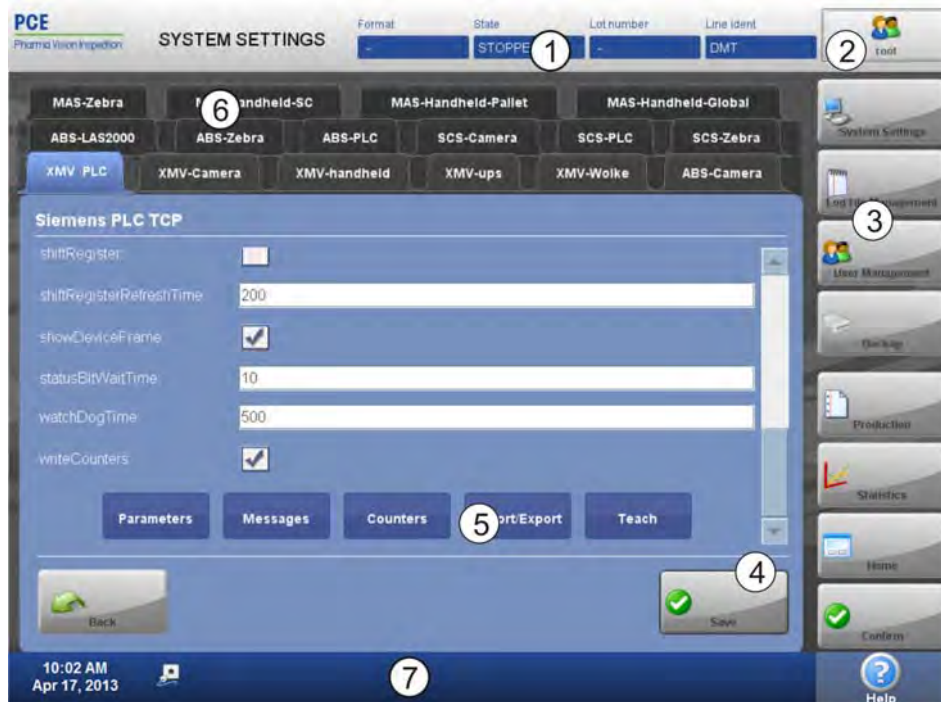 PCE
Pharma Vision Inspection
SYSTEM SETTINGS
Format
-
State
STOPPE
Lot number
-
Line ident
DMT
1
2
root
MAS-Zebra
6
andheld-SC
MAS-Handheld-Pallet
MAS-Handheld-Global
ABS-LAS2000
ABS-Zebra
ABS-PLC
SCS-Camera
SCS-PLC
SCS-Zebra
XMV PLC
XMV-Camera
XMV-handheld
XMV-ups
XMV-Wolke
ABS-Camera
Siemens PLC TCP
shiftRegister:
shiftRegisterRefreshTime:
200
showDeviceFrame:
statusBitWaitTime:
10
watchDogTime:
500
writeCounters:
Parameters
Messages
Counters
5
ort/Export
Teach
Back
4
Save
System Settings
Log File Management
3
User Management
Backup
Production
Statistics
Home
Confirm
10:02 AM
Apr 17, 2013
7
Help